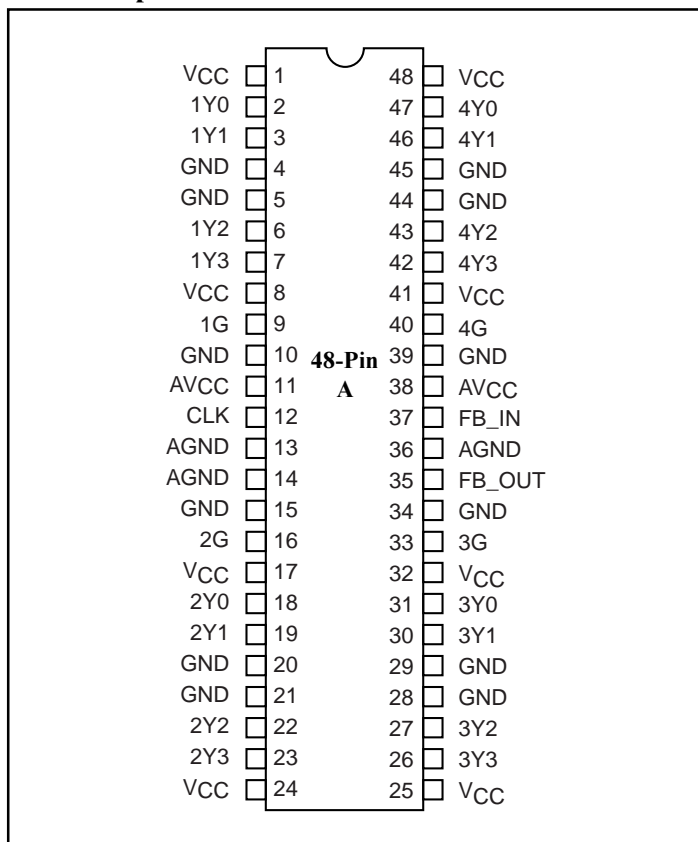 VCC 1 48 VCC
1Y0 2 47 4Y0
1Y1 3 46 4Y1
GND 4 45 GND
GND 5 44 GND
1Y2 6 43 4Y2
1Y3 7 42 4Y3
VCC 8 41 VCC
1G 9 40 4G
GND 10 48-Pin 39 GND
AVCC 11 A 38 AVCC
CLK 12 37 FB_IN
AGND 13 36 AGND
AGND 14 35 FB_OUT
GND 15 34 GND
2G 16 33 3G
VCC 17 32 VCC
2Y0 18 31 3Y0
2Y1 19 30 3Y1
GND 20 29 GND
GND 21 28 GND
2Y2 22 27 3Y2
2Y3 23 26 3Y3
VCC 24 25 VCC